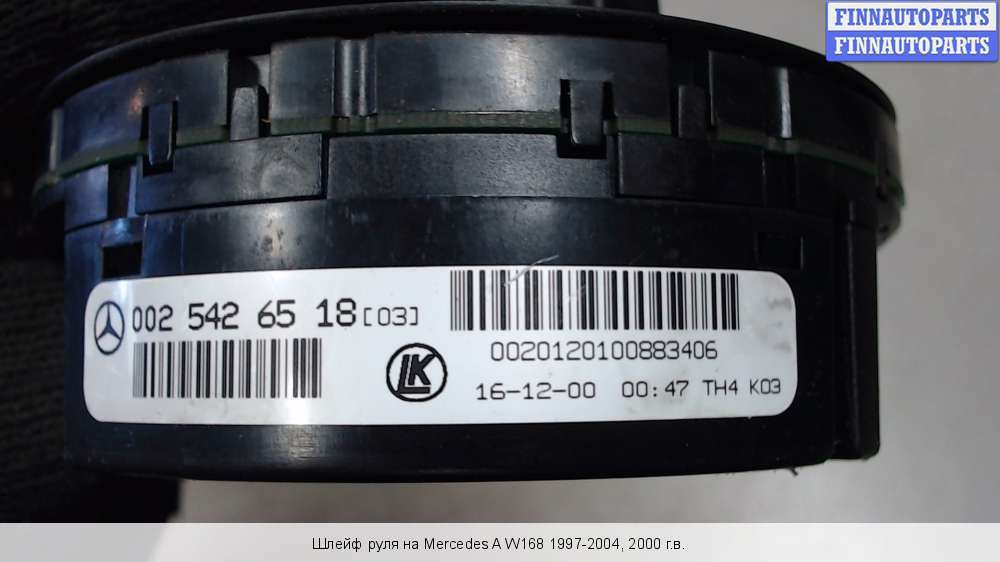 FINNAUTOPARTS
FINNAUTOPARTS
002 542 65 18[03]
0020120100883406
LK
16-12-00 00:47 TH4 K03
Шлейф руля на Mercedes A W168 1997-2004, 2000 г.в.